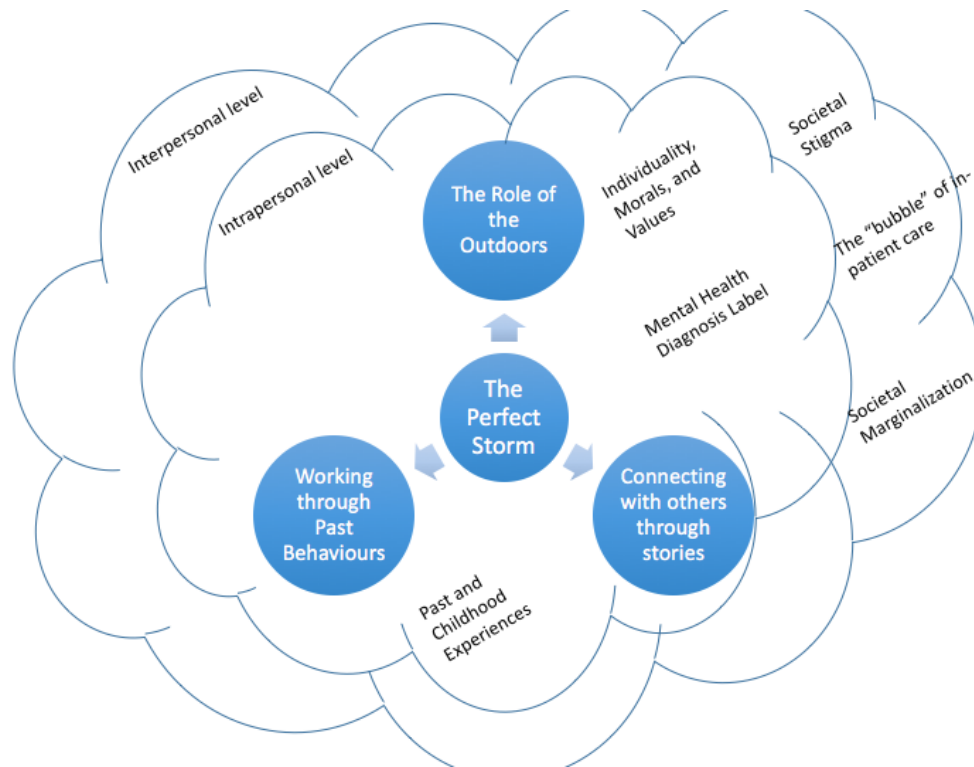 Interpersonal level
Intrapersonal level
The Role of
the
Outdoors
Individuality,
Morals, and
Values
Societal
Stigma
The "bubble" of in-
patient care
Mental Health
Diagnosis Label
Societal
Marginalization
The
Perfect
Storm
Working
through
Past
Behaviours
Connecting
with others
through
stories
Past and
Childhood
Experiences